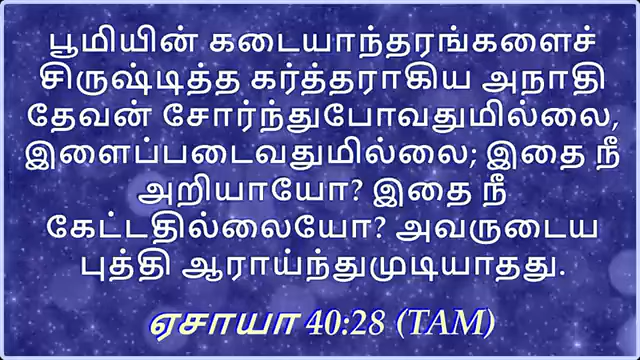 பூமியின் கடையாந்தரங்களைச்
சிருஷ்டித்த கர்த்தராகிய அநாதி
தேவன் சோர்ந்துபோவதுமில்லை,
இளைப்படைவதுமில்லை; இதை நீ
அறியாயோ? இதை நீ
கேட்டதில்லையோ? அவருடைய
புத்தி ஆராய்ந்துமுடியாதது.
ஏசாயா 40:28 (TAM)